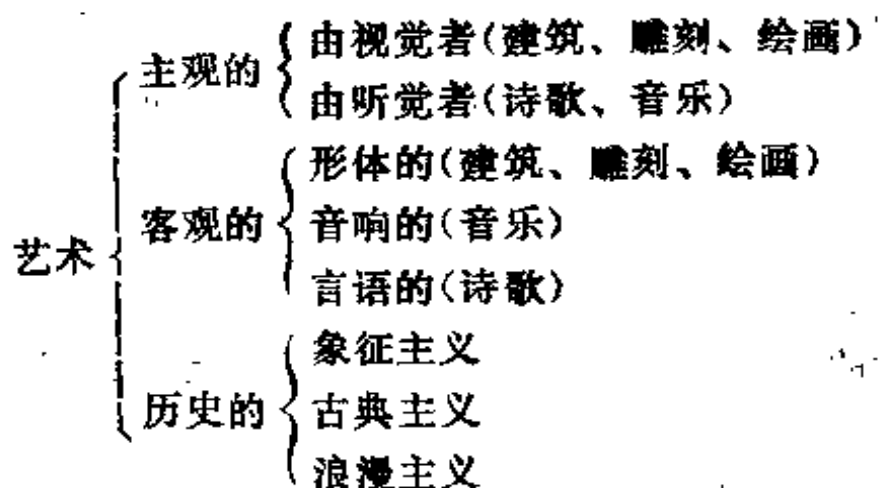 主观的
由视觉者(建筑、雕刻、绘画)
由听觉者(诗歌、音乐)
艺术
客观的
形体的(建筑、雕刻、绘画)
音响的(音乐)
言语的(诗歌)
历史的
象征主义
古典主义
浪漫主义